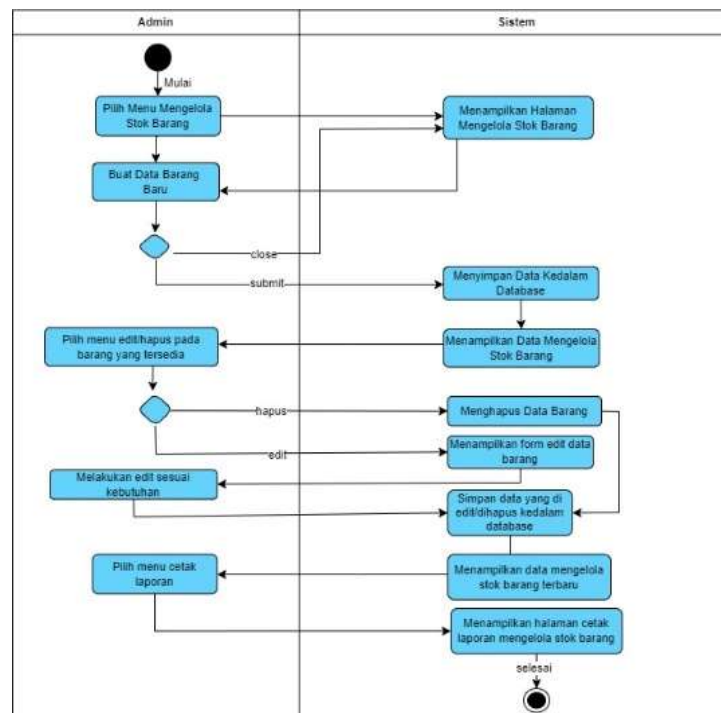 Admin
Sistem
Mulai
Pilih Menu Mengelola
Stok Barang
Menampilkan Halaman
Mengelola Stok Barang
Buat Data Barang
Baru
close
submit
Menyimpan Data Kedalam
Database
Pilih menu edit/hapus pada
barang yang tersedia
Menampilkan Data Mengelola
Stok Barang
hapus
Menghapus Data Barang
edit
Menampilkan form edit data
barang
Melakukan edit sesuai
kebutuhan
Simpan data yang di
edit/dihapus kedalam
database
Pilih menu cetak
laporan
Menampilkan data mengelola
stok barang terbaru
Menampilkan halaman cetak
laporan mengelola stok barang
selesai